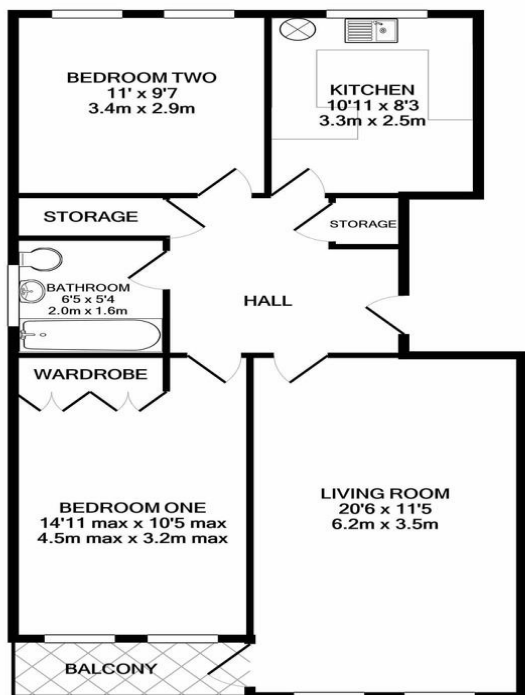 BEDROOM TWO
11' x 9'7
3.4m x 2.9m
KITCHEN
10'11 x 8'3
3.3m x 2.5m
STORAGE
STORAGE
BATHROOM
6'5 x 5'4
2.0m x 1.6m
HALL
WARDROBE
BEDROOM ONE
14'11 max x 10'5 max
4.5m max x 3.2m max
LIVING ROOM
20'6 x 11'5
6.2m x 3.5m
BALCONY